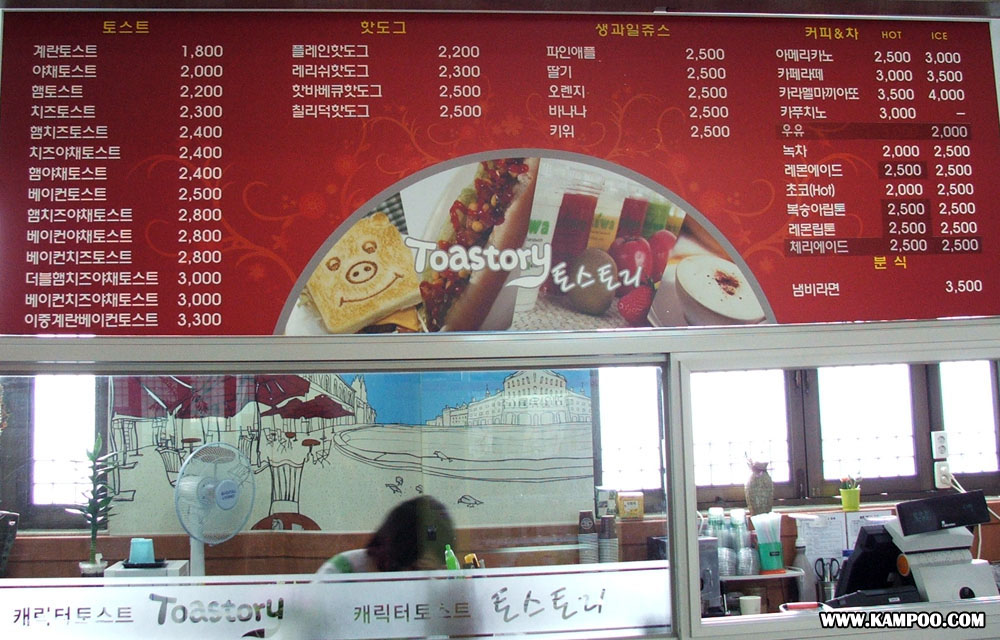 토스트
계란토스트 1,800
야채토스트 2,000
햄토스트 2,200
치즈토스트 2,300
햄치즈토스트 2,400
치즈야채토스트 2,400
햄야채토스트 2,400
베이컨토스트 2,500
햄치즈야채토스트 2,800
베이컨야채토스트 2,800
베이컨치즈토스트 2,800
더블햄치즈야채토스트 3,000
베이컨치즈야채토스트 3,000
이중계란베이컨토스트 3,300
핫도그
플레인핫도그 2,200
레리쉬핫도그 2,300
핫바베큐핫도그 2,500
칠리덕핫도그 2,500
생과일쥬스
파인애플 2,500
딸기 2,500
오렌지 2,500
바나나 2,500
키위 2,500
커피&차 HOT ICE
아메리카노 2,500 3,000
카페라떼 3,000 3,500
카라멜마끼아또 3,500 4,000
카푸치노 3,000 –
우유 2,000
녹차 2,000 2,500
레몬에이드 2,500 2,500
초코(Hot) 2,000 2,500
복숭아립톤 2,500 2,500
레몬립톤 2,500 2,500
체리에이드 2,500 2,500
분식
냄비라면 3,500
Toastory
토스토리
캐릭터토스트 Toastory 캐릭터토스트 토스토리
WWW.KAMPOO.COM